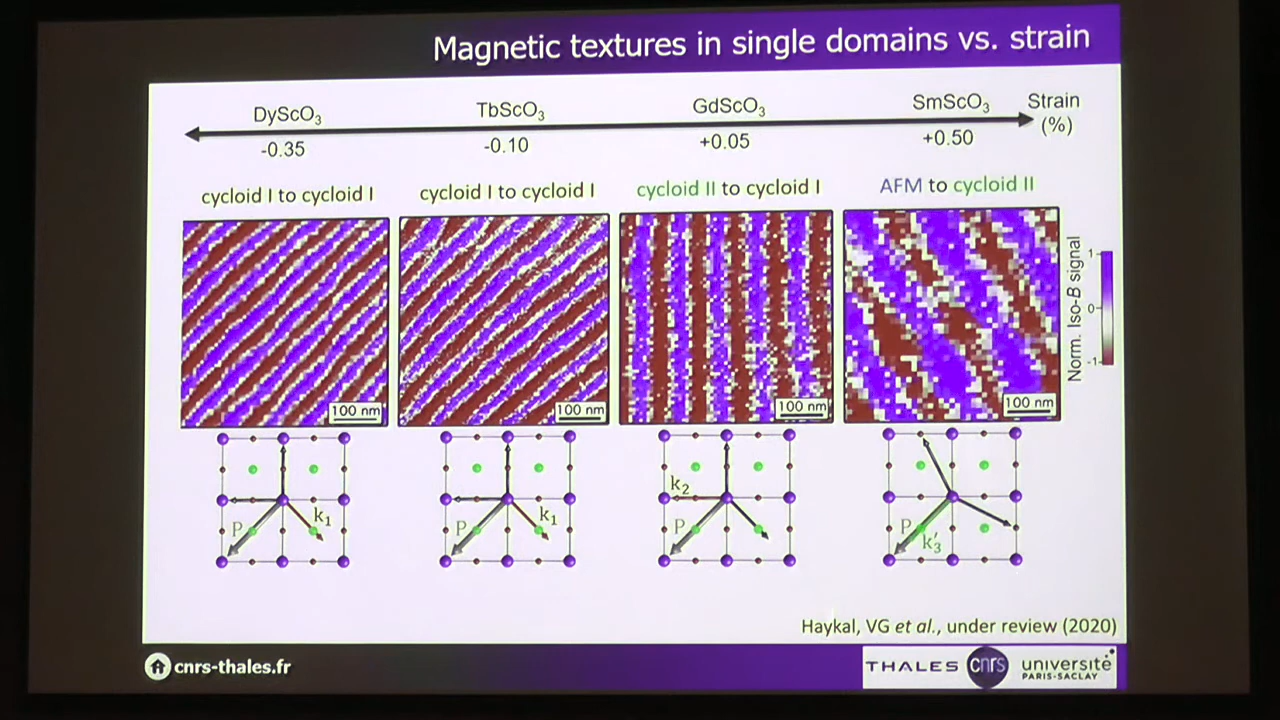 Magnetic textures in single domains vs. strain
DyScO₃ TbScO₃ GdScO₃ SmScO₃ Strain
(%)
-0.35 -0.10 +0.05 +0.50
cycloid I to cycloid I cycloid I to cycloid I cycloid II to cycloid I AFM to cycloid II
100 nm 100 nm 100 nm 100 nm
Norm. Iso-B signal
1
0
-1
P k₁ P k₁ P k₂ P k₃′
Haykal, VG et al., under review (2020)
cnrs-thales.fr
THALES cnrs université
PARIS-SACLAY